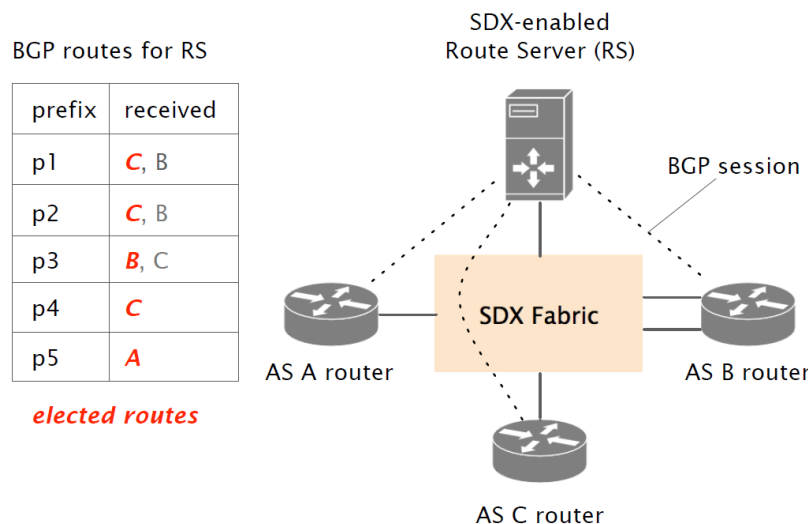 SDX-enabled
Route Server (RS)
BGP routes for RS
prefix received
p1 C, B
p2 C, B
p3 B, C
p4 C
p5 A
elected routes
BGP session
SDX Fabric
AS A router
AS B router
AS C router